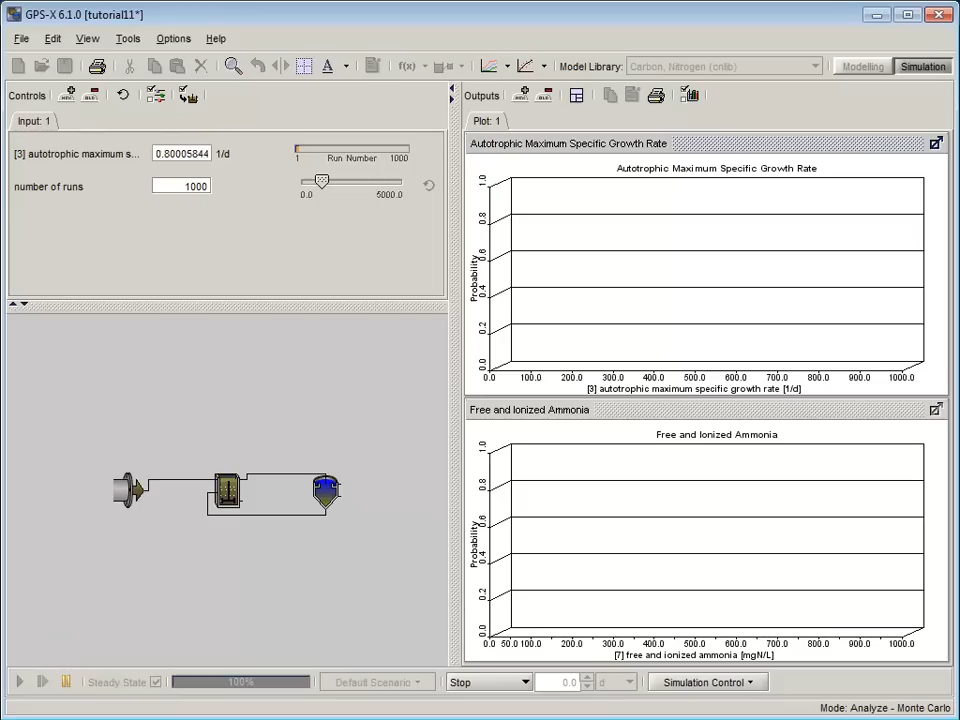 GPS-X 6.1.0 [tutorial11*]
File Edit View Tools Options Help
A f(x) Model Library: Carbon, Nitrogen (cnlib) Modelling Simulation
Controls
Input: 1
[3] autotrophic maximum s... 0.80005844 1/d
1 Run Number 1000
number of runs 1000
0.0 5000.0
Outputs
Plot: 1
Autotrophic Maximum Specific Growth Rate
Autotrophic Maximum Specific Growth Rate
1.0
0.8
0.6
0.4
0.2
0.0
Probability
0.0 100.0 200.0 300.0 400.0 500.0 600.0 700.0 800.0 900.0 1000.0
[3] autotrophic maximum specific growth rate [1/d]
Free and Ionized Ammonia
Free and Ionized Ammonia
1.0
0.8
0.6
0.4
0.2
0.0
Probability
0.0 50.0 100.0 200.0 300.0 400.0 500.0 600.0 700.0 800.0 900.0 1000.0
[7] free and ionized ammonia [mgN/L]
Steady State 100% Default Scenario Stop 0.0 d Simulation Control
Mode: Analyze - Monte Carlo